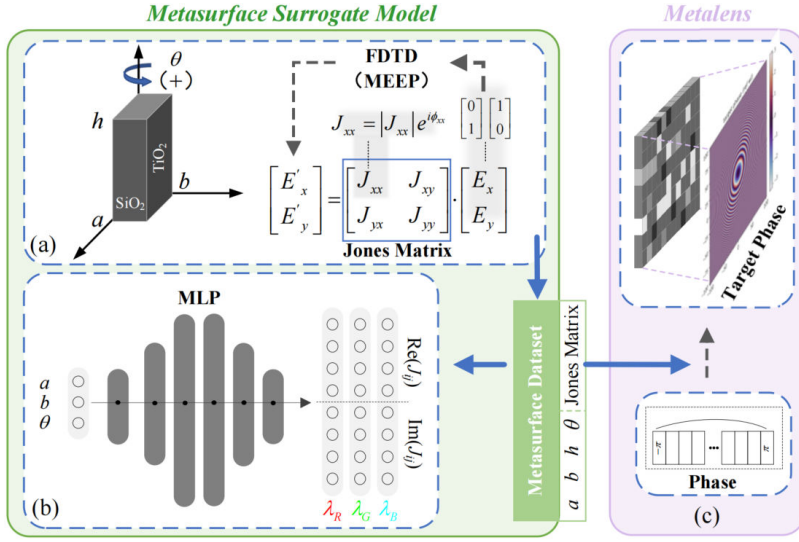 Metasurface Surrogate Model
Metalens
θ
(+)
h
TiO₂
SiO₂
b
a
(a)
FDTD
(MEEP)
J_xx = |J_xx| e^{iϕ_xx} [0 1] [1 0]
[E'_x E'_y] = [J_xx J_xy J_yx J_yy] · [E_x E_y]
Jones Matrix
MLP
a
b
θ
Re(J_ij)
Im(J_ij)
λ_R λ_G λ_B
(b)
Metasurface Dataset
a b h θ Jones Matrix
Target Phase
-π ... π
Phase
(c)